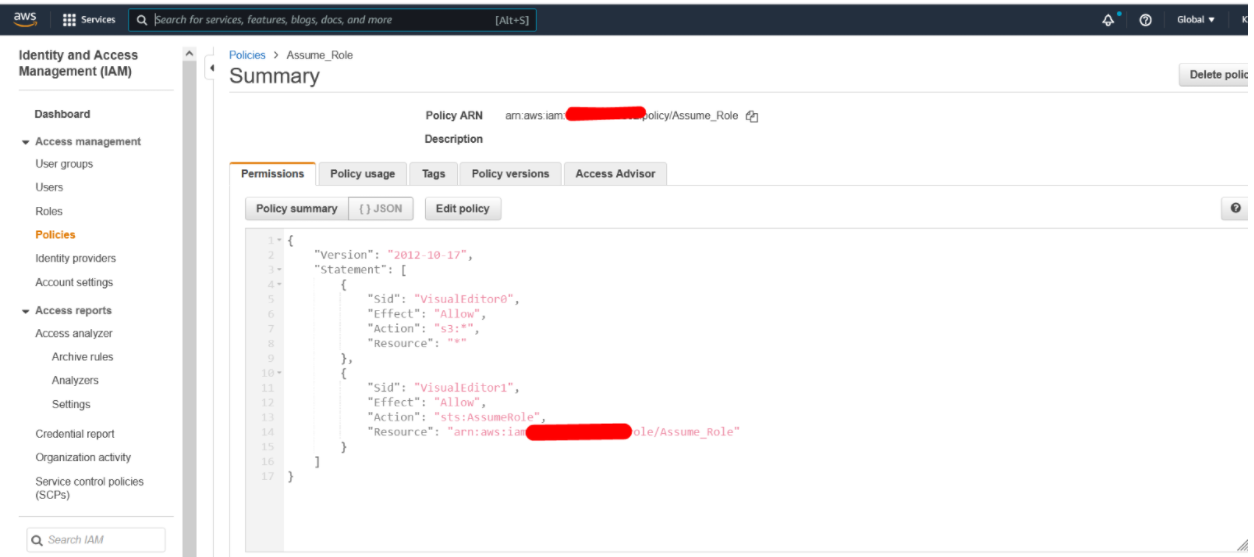 aws Services Search for services, features, blogs, docs, and more [Alt+S] Global
Identity and Access
Management (IAM)
Dashboard
Access management
User groups
Users
Roles
Policies
Identity providers
Account settings
Access reports
Access analyzer
Archive rules
Analyzers
Settings
Credential report
Organization activity
Service control policies
(SCPs)
Search IAM
Policies > Assume_Role
Summary
Delete polic
Policy ARN arn:aws:iam: policy/Assume_Role
Description
Permissions Policy usage Tags Policy versions Access Advisor
Policy summary { } JSON Edit policy
1 {
2 "Version": "2012-10-17",
3 "Statement": [
4 {
5 "Sid": "VisualEditor0",
6 "Effect": "Allow",
7 "Action": "s3:*",
8 "Resource": "*"
9 },
10 {
11 "Sid": "VisualEditor1",
12 "Effect": "Allow",
13 "Action": "sts:AssumeRole",
14 "Resource": "arn:aws:iam ole/Assume_Role"
15 }
16 ]
17 }